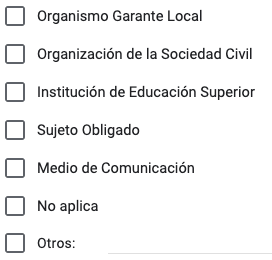 Organismo Garante Local
Organización de la Sociedad Civil
Institución de Educación Superior
Sujeto Obligado
Medio de Comunicación
No aplica
Otros: